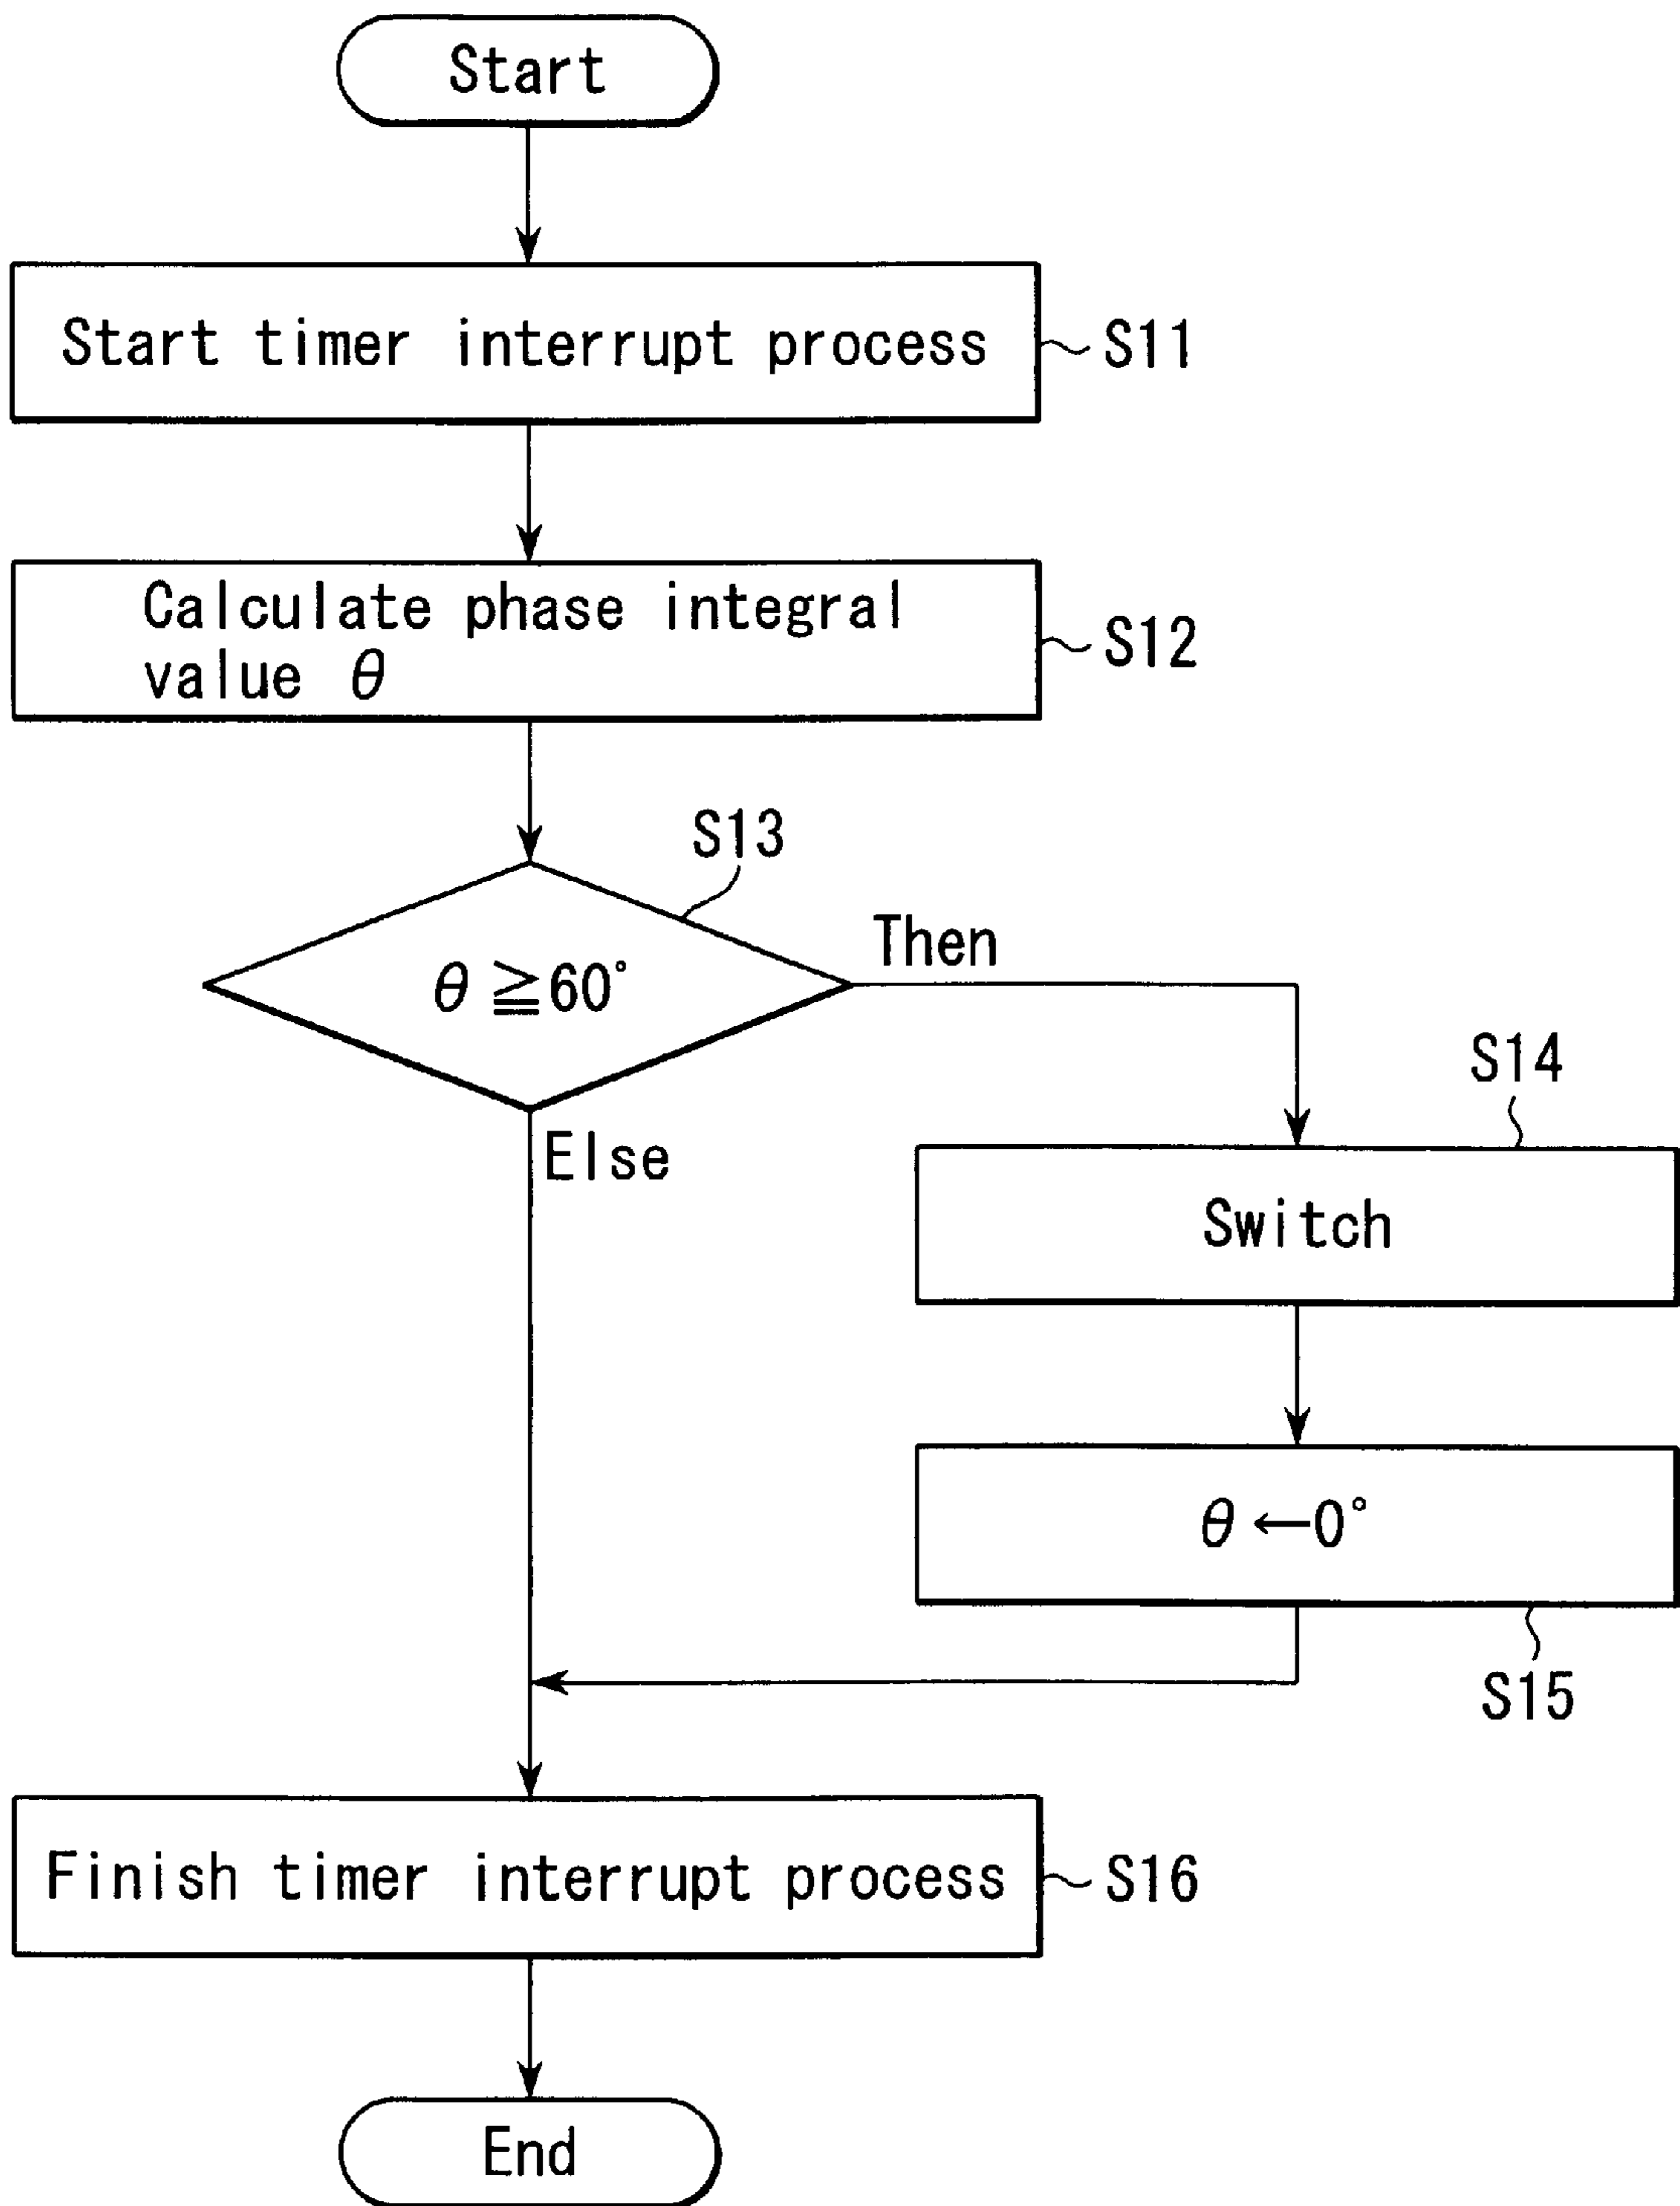 Start
Start timer interrupt process
S11
Calculate phase integral
value θ
S12
S13
θ ≧60°
Then
Else
S14
Switch
θ ←0°
S15
Finish timer interrupt process
S16
End